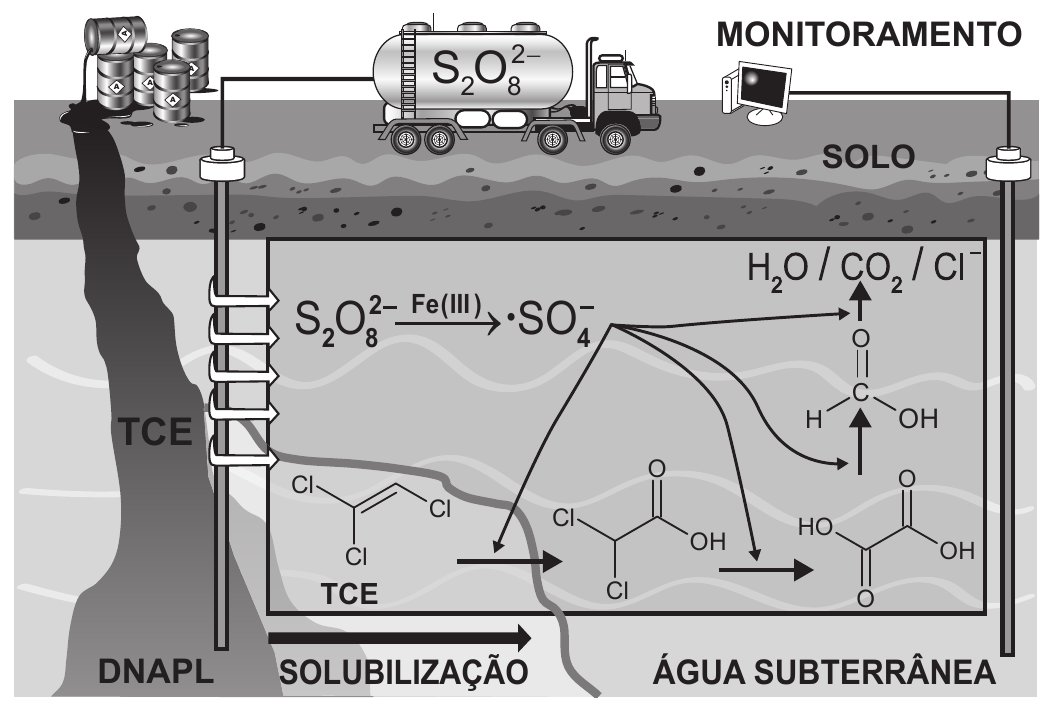 MONITORAMENTO
S₂O₈²⁻
A
A
A
A
A
SOLO
H₂O / CO₂ / Cl⁻
S₂O₈²⁻ Fe(III) •SO₄⁻
O
C
H
OH
TCE
Cl
Cl
Cl
TCE
O
Cl
OH
Cl
O
HO
OH
O
DNAPL
SOLUBILIZAÇÃO
ÁGUA SUBTERRÂNEA